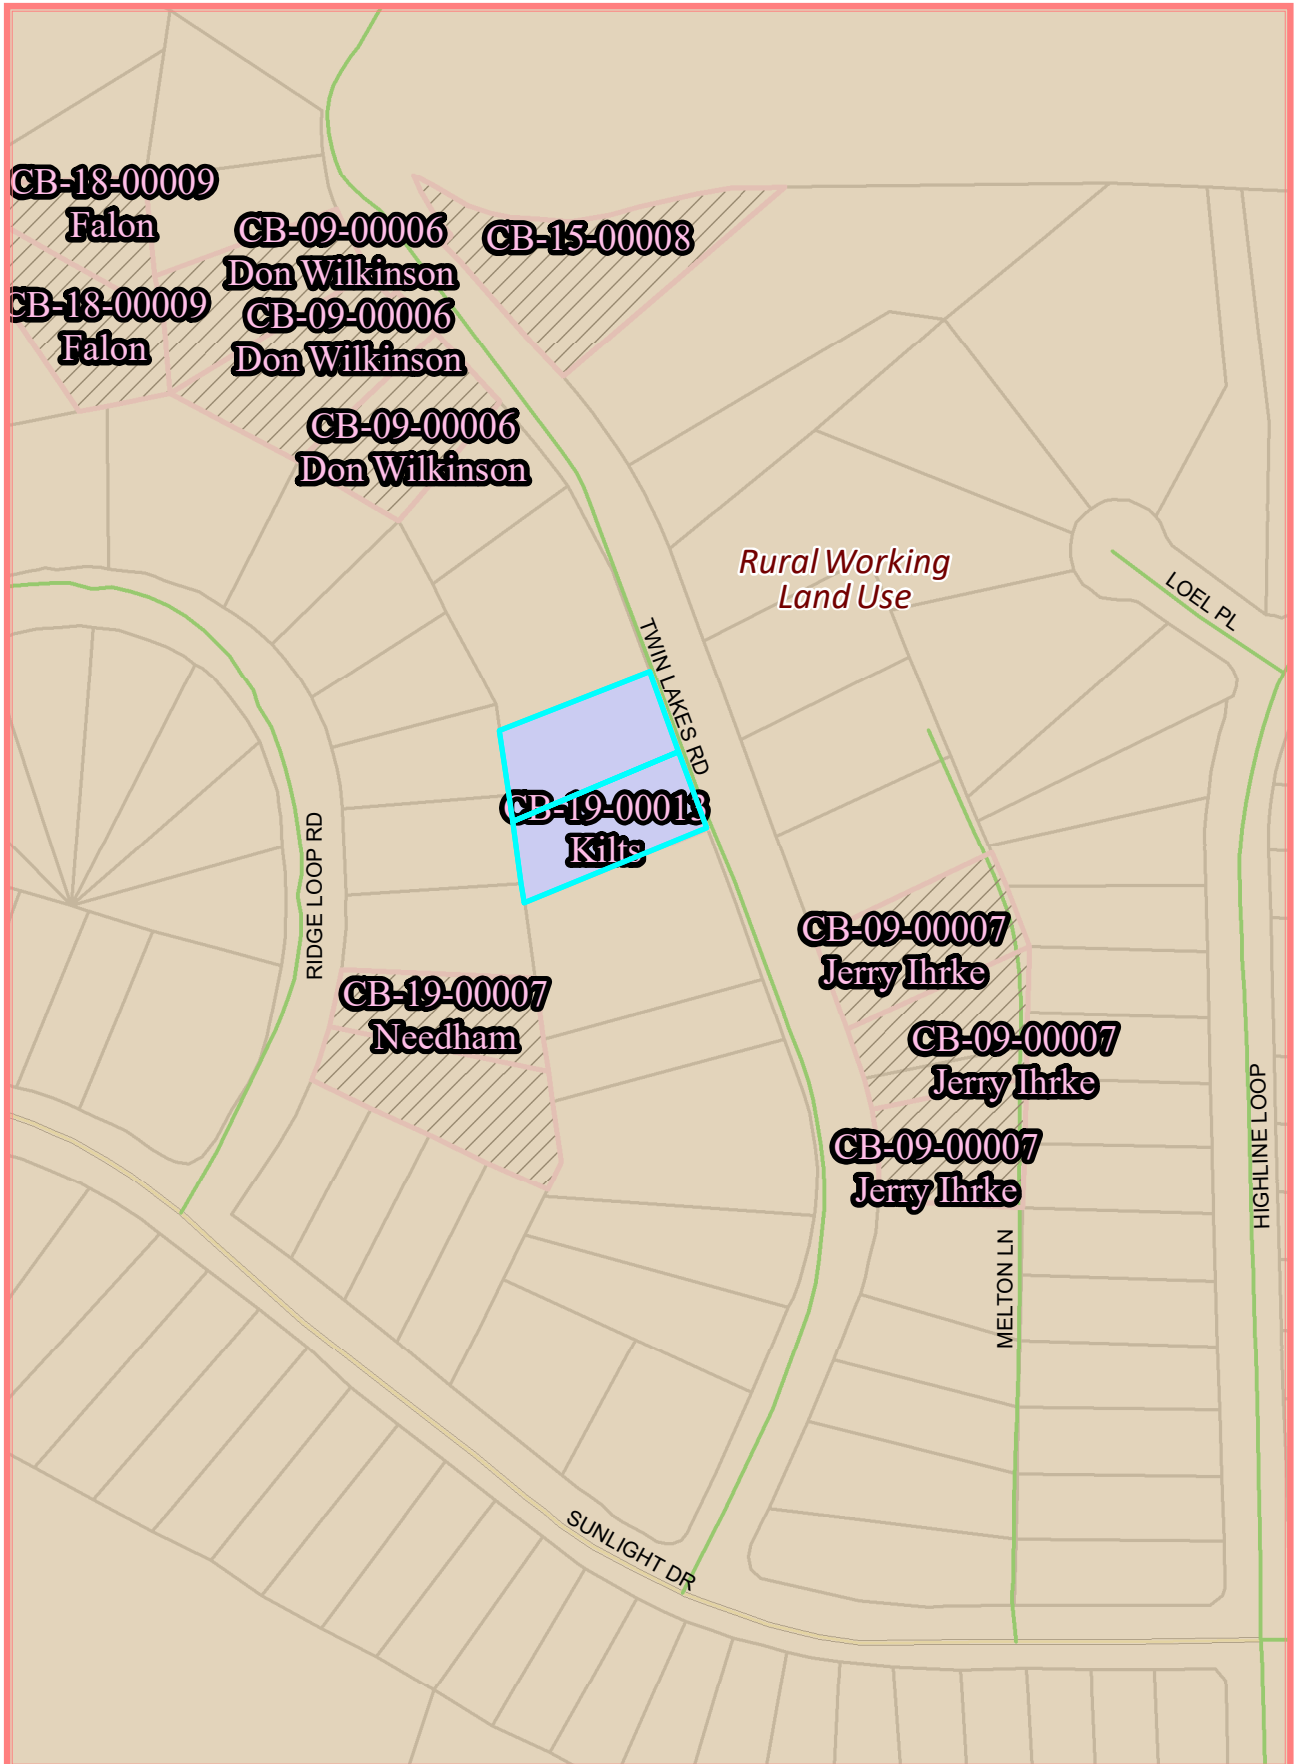 CB-18-00009
Falon
CB-09-00006
Don Wilkinson
CB-15-00008
CB-18-00009
Falon
CB-09-00006
Don Wilkinson
CB-09-00006
Don Wilkinson
Rural Working
Land Use
LOEL PL
TWIN LAKES RD
CB-19-00013
Kilts
RIDGE LOOP RD
CB-09-00007
Jerry Ihrke
CB-19-00007
Needham
CB-09-00007
Jerry Ihrke
CB-09-00007
Jerry Ihrke
HIGHLINE LOOP
MELTON LN
SUNLIGHT DR